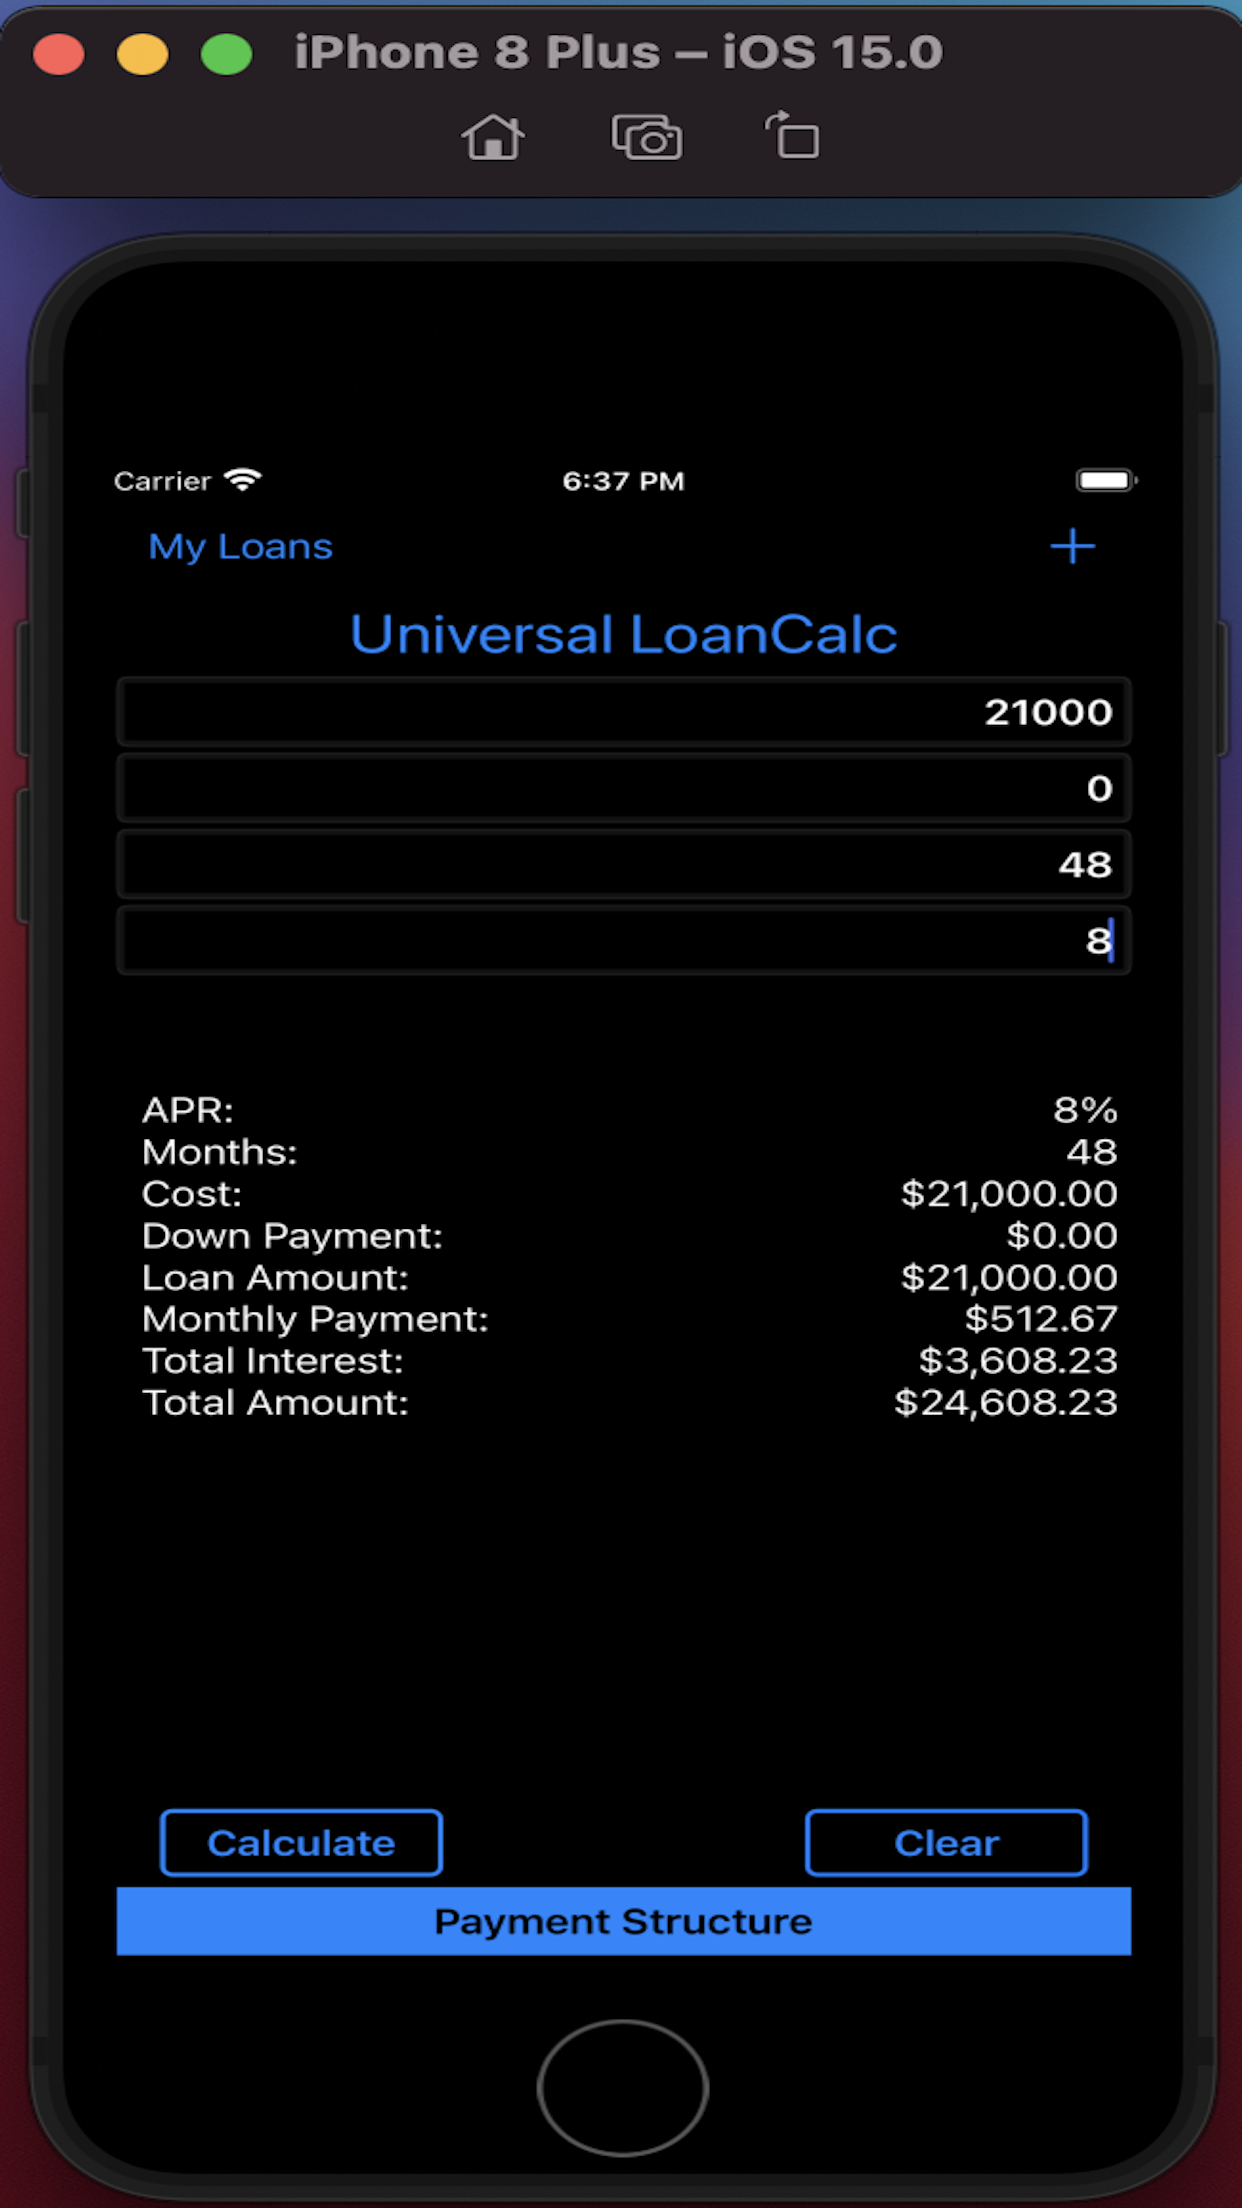 iPhone 8 Plus – iOS 15.0
Carrier 6:37 PM
My Loans +
Universal LoanCalc
21000
0
48
8
APR: 8%
Months: 48
Cost: $21,000.00
Down Payment: $0.00
Loan Amount: $21,000.00
Monthly Payment: $512.67
Total Interest: $3,608.23
Total Amount: $24,608.23
Calculate Clear
Payment Structure